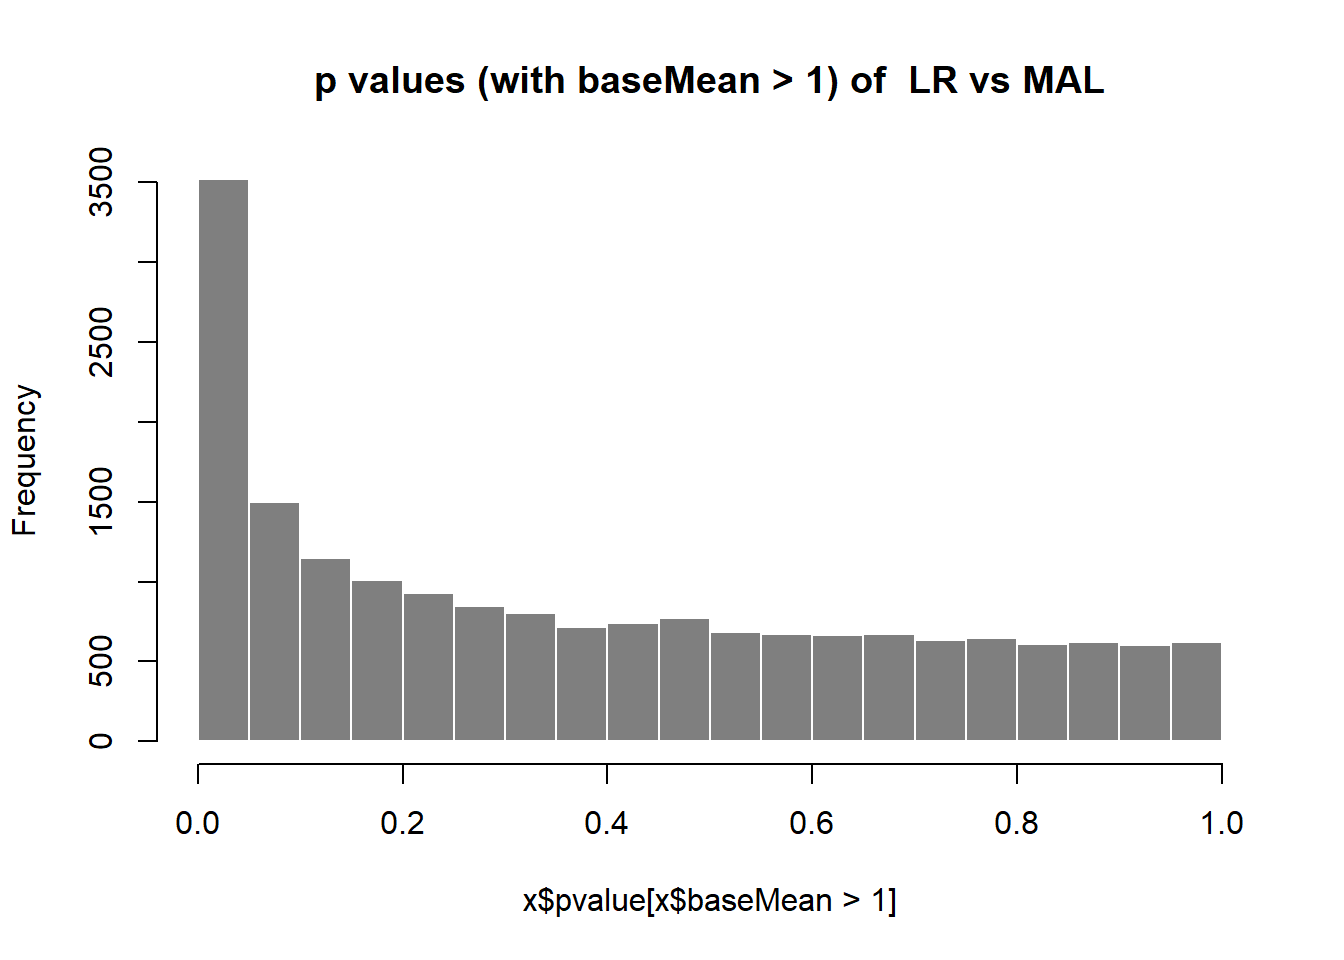 p values (with baseMean > 1) of  LR vs MAL
3500
2500
1500
500
0
Frequency
0.0 0.2 0.4 0.6 0.8 1.0
x$pvalue[x$baseMean > 1]